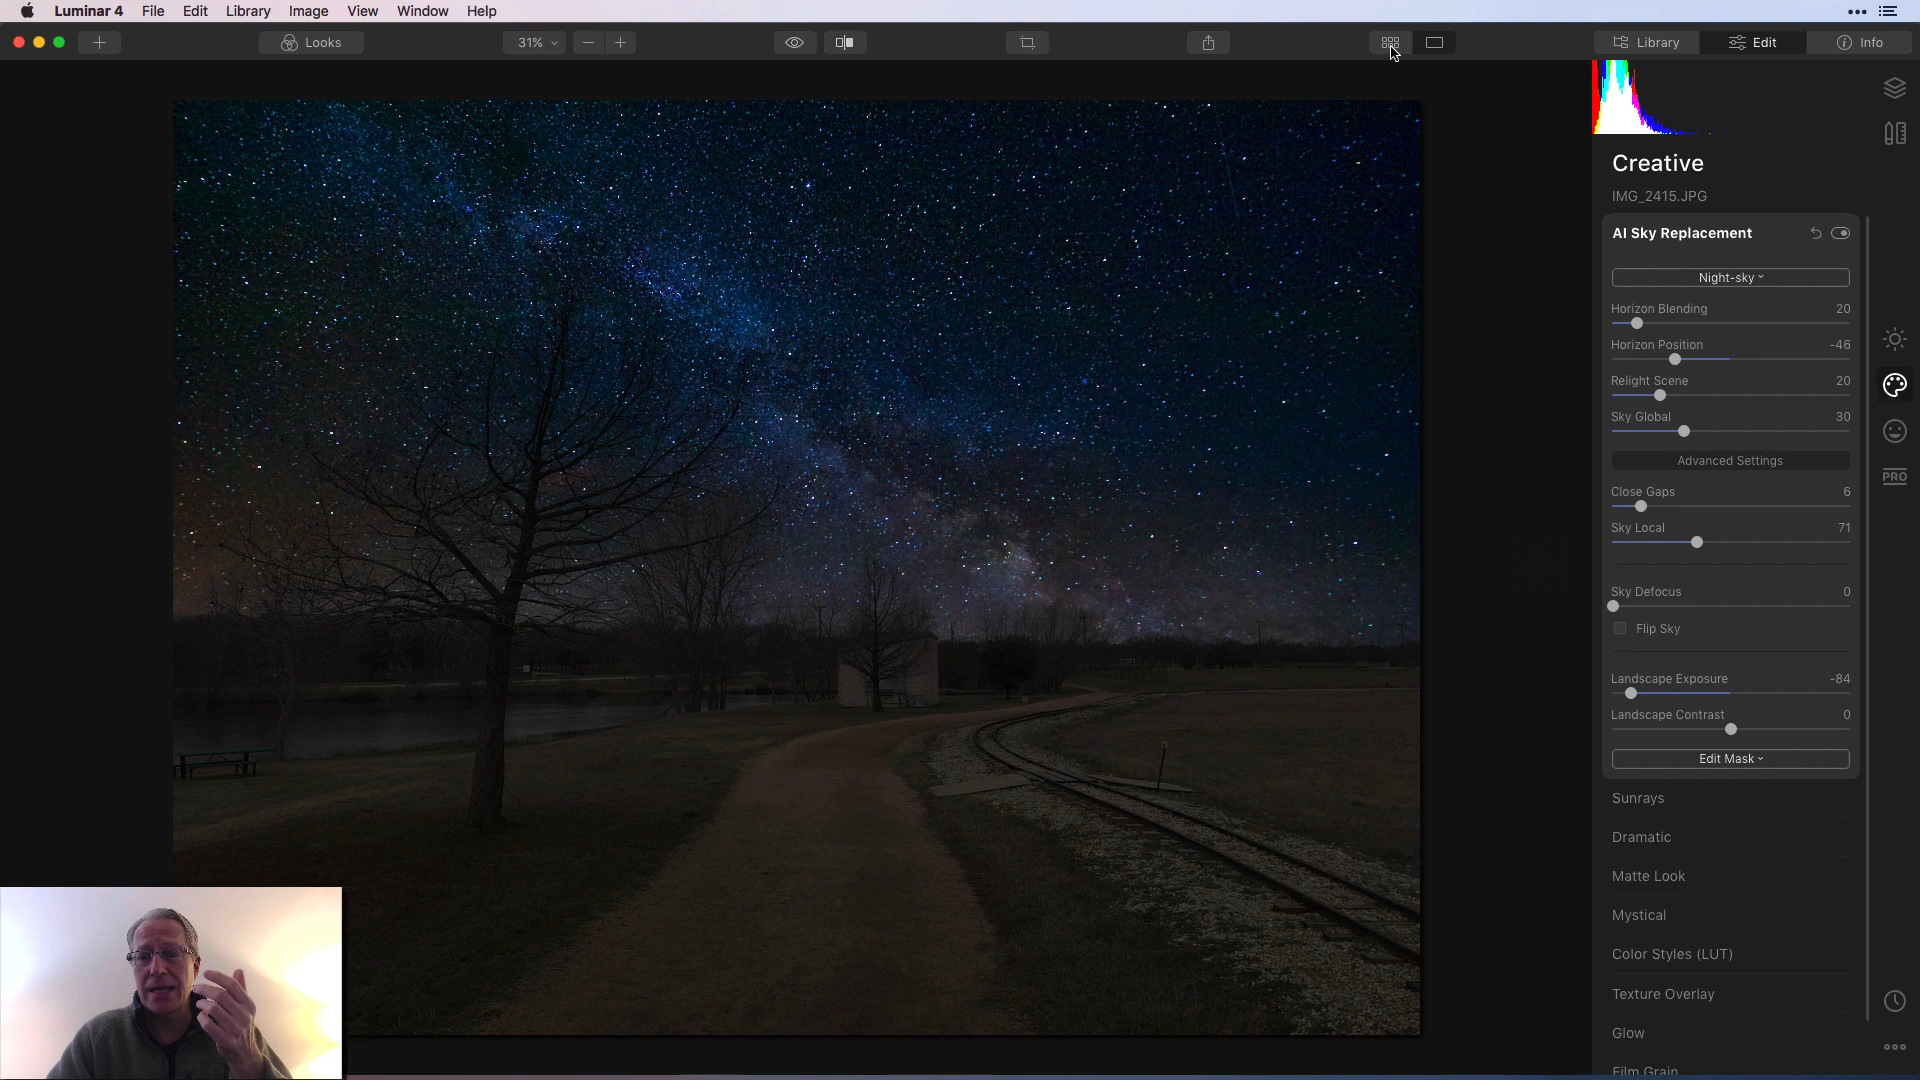 Luminar 4 File Edit Library Image View Window Help
Looks 31% Library Edit Info
Creative
IMG_2415.JPG
AI Sky Replacement
Night-sky
Horizon Blending 20
Horizon Position -46
Relight Scene 20
Sky Global 30
Advanced Settings
Close Gaps 6
Sky Local 71
Sky Defocus 0
Flip Sky
Landscape Exposure -84
Landscape Contrast 0
Edit Mask
Sunrays
Dramatic
Matte Look
Mystical
Color Styles (LUT)
Texture Overlay
Glow
Film Grain
PRO